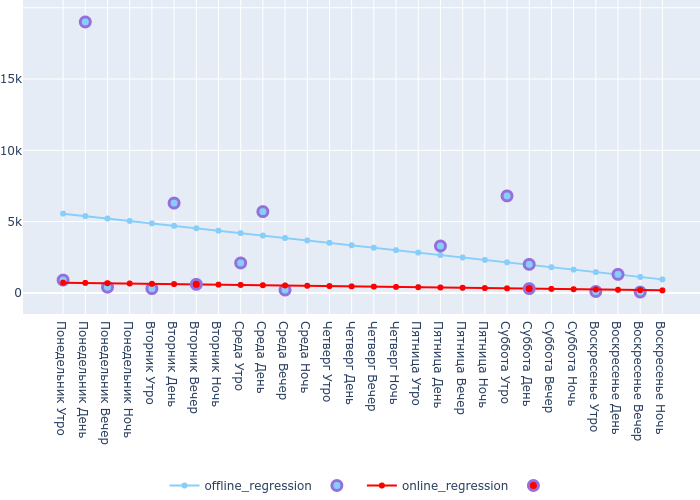 15k
10k
5k
0
Понедельник Утро
Понедельник День
Понедельник Вечер
Понедельник Ночь
Вторник Утро
Вторник День
Вторник Вечер
Вторник Ночь
Среда Утро
Среда День
Среда Вечер
Среда Ночь
Четверг Утро
Четверг День
Четверг Вечер
Четверг Ночь
Пятница Утро
Пятница День
Пятница Вечер
Пятница Ночь
Суббота Утро
Суббота День
Суббота Вечер
Суббота Ночь
Воскресенье Утро
Воскресенье День
Воскресенье Вечер
Воскресенье Ночь
offline_regression
online_regression